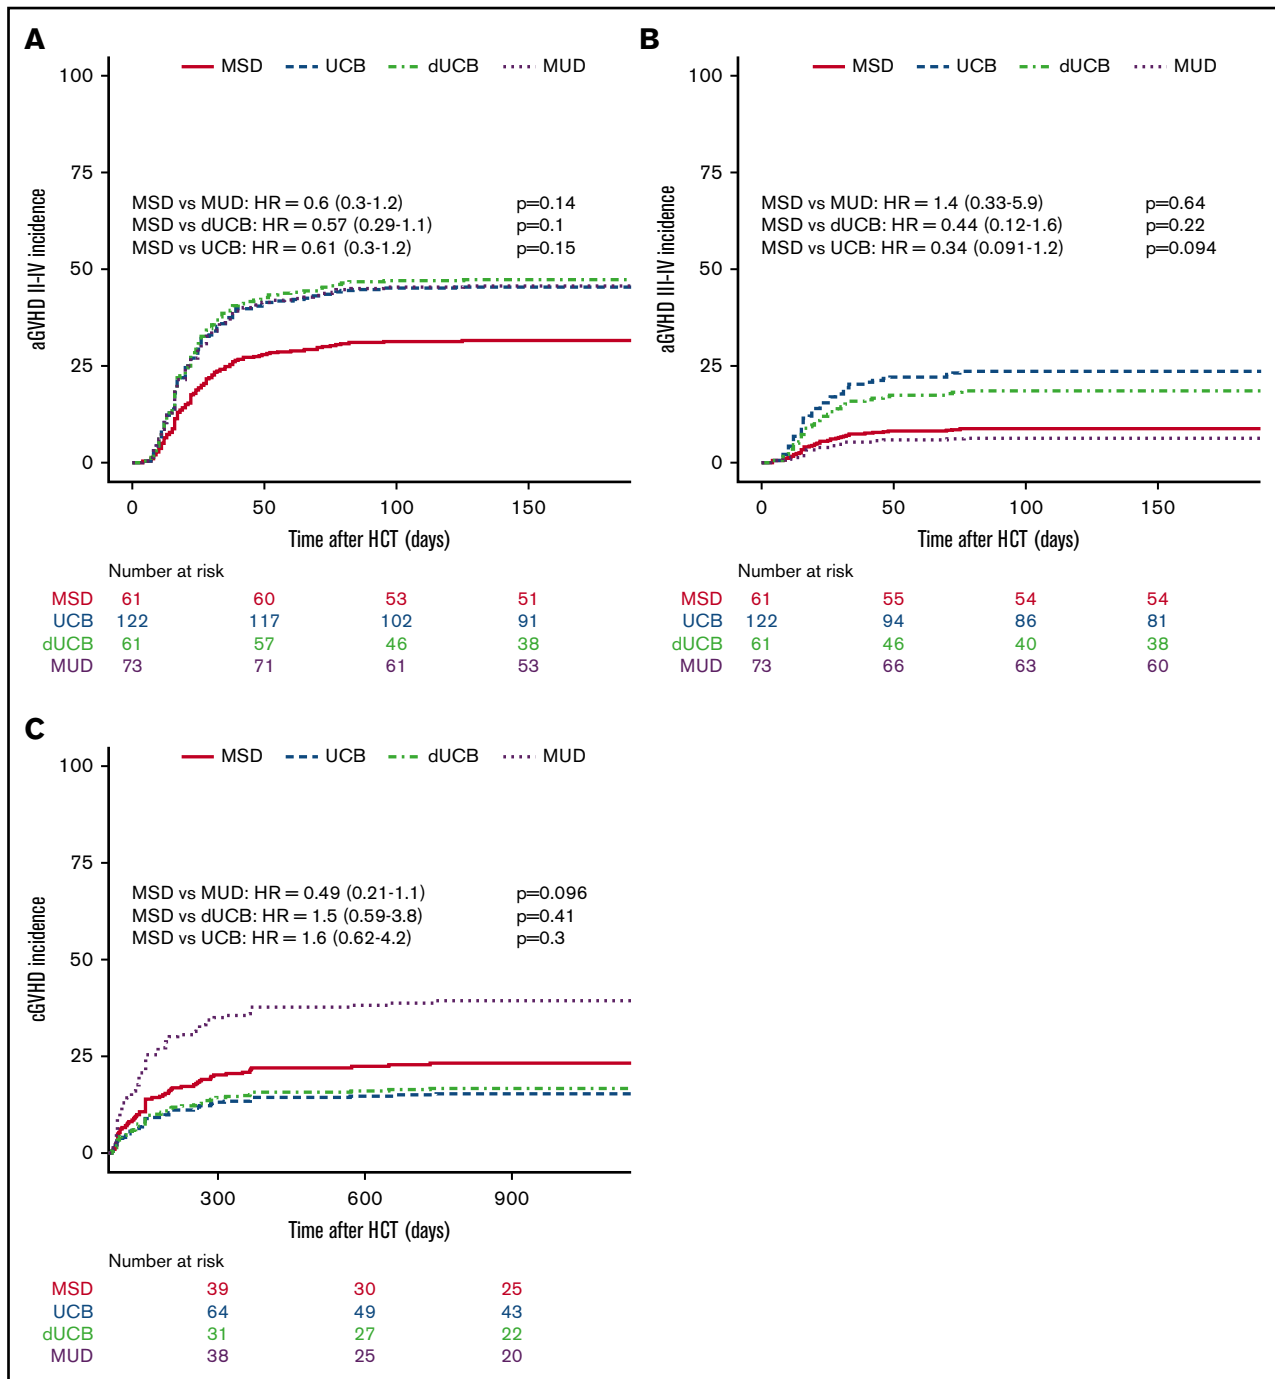 A
MSD UCB dUCB MUD
100
75
50
25
0
aGVHD II-IV incidence
MSD vs MUD: HR = 0.6 (0.3-1.2) p=0.14
MSD vs dUCB: HR = 0.57 (0.29-1.1) p=0.1
MSD vs UCB: HR = 0.61 (0.3-1.2) p=0.15
0 50 100 150
Time after HCT (days)
Number at risk
MSD 61 60 53 51
UCB 122 117 102 91
dUCB 61 57 46 38
MUD 73 71 61 53
B
MSD UCB dUCB MUD
100
75
50
25
0
aGVHD III-IV incidence
MSD vs MUD: HR = 1.4 (0.33-5.9) p=0.64
MSD vs dUCB: HR = 0.44 (0.12-1.6) p=0.22
MSD vs UCB: HR = 0.34 (0.091-1.2) p=0.094
0 50 100 150
Time after HCT (days)
Number at risk
MSD 61 55 54 54
UCB 122 94 86 81
dUCB 61 46 40 38
MUD 73 66 63 60
C
MSD UCB dUCB MUD
100
75
50
25
0
cGVHD incidence
MSD vs MUD: HR = 0.49 (0.21-1.1) p=0.096
MSD vs dUCB: HR = 1.5 (0.59-3.8) p=0.41
MSD vs UCB: HR = 1.6 (0.62-4.2) p=0.3
300 600 900
Time after HCT (days)
Number at risk
MSD 39 30 25
UCB 64 49 43
dUCB 31 27 22
MUD 38 25 20